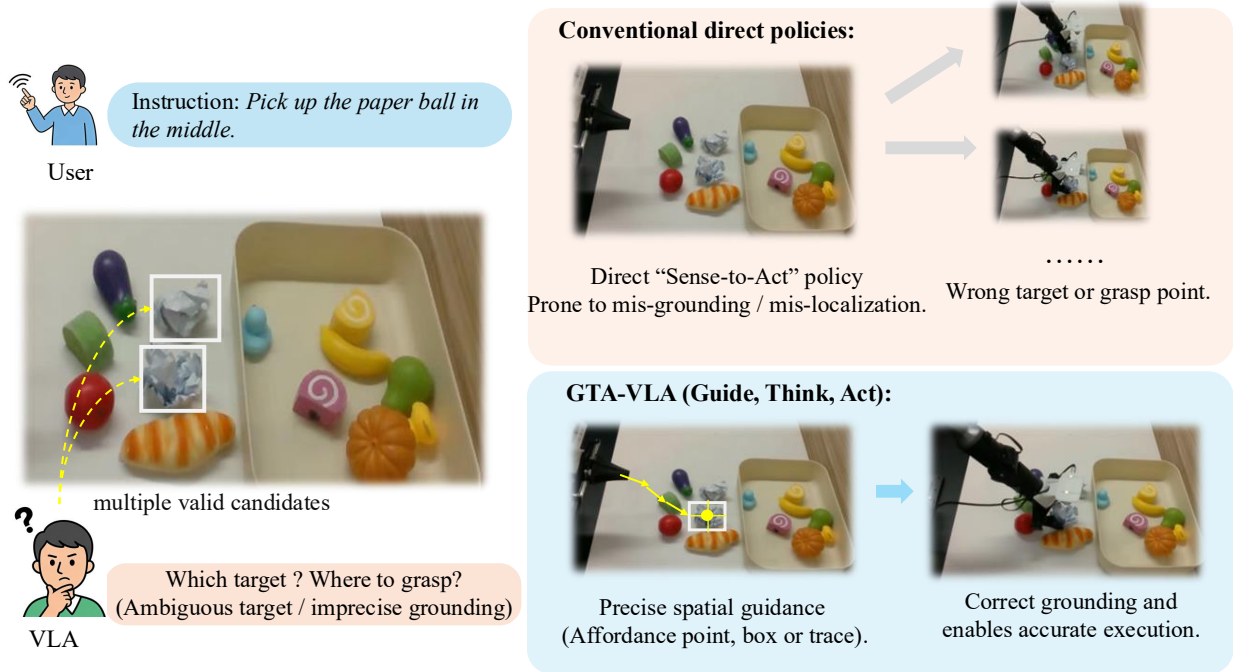 Instruction: Pick up the paper ball in
the middle.
User
multiple valid candidates
?
Which target ? Where to grasp?
(Ambiguous target / imprecise grounding)
VLA
Conventional direct policies:
Direct “Sense-to-Act” policy
Prone to mis-grounding / mis-localization.
......
Wrong target or grasp point.
GTA-VLA (Guide, Think, Act):
Precise spatial guidance
(Affordance point, box or trace).
Correct grounding and
enables accurate execution.